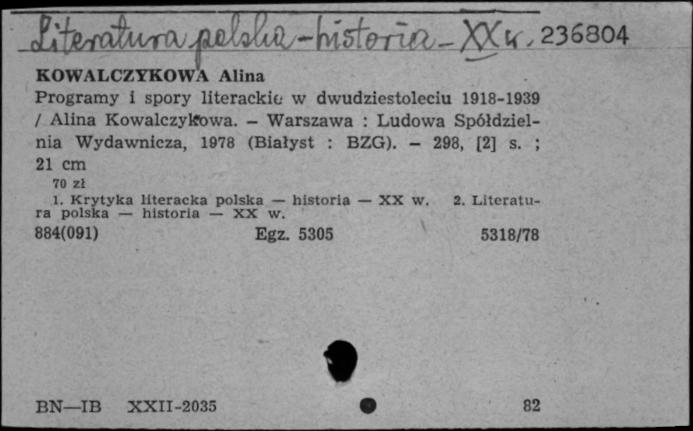 Literatura polska - historia - XX w. 236804
KOWALCZYKOWA Alina
Programy i spory literackie w dwudziestoleciu 1918-1939
/ Alina Kowalczykowa. — Warszawa : Ludowa Spółdziel-
nia Wydawnicza, 1978 (Białyst : BZG). — 298, [2] s. ;
21 cm
70 zł
1. Krytyka literacka polska — historia — XX w. 2. Literatu-
ra polska — historia — XX w.
884(091) Egz. 5305 5318/78
BN—IB XXII-2035 82